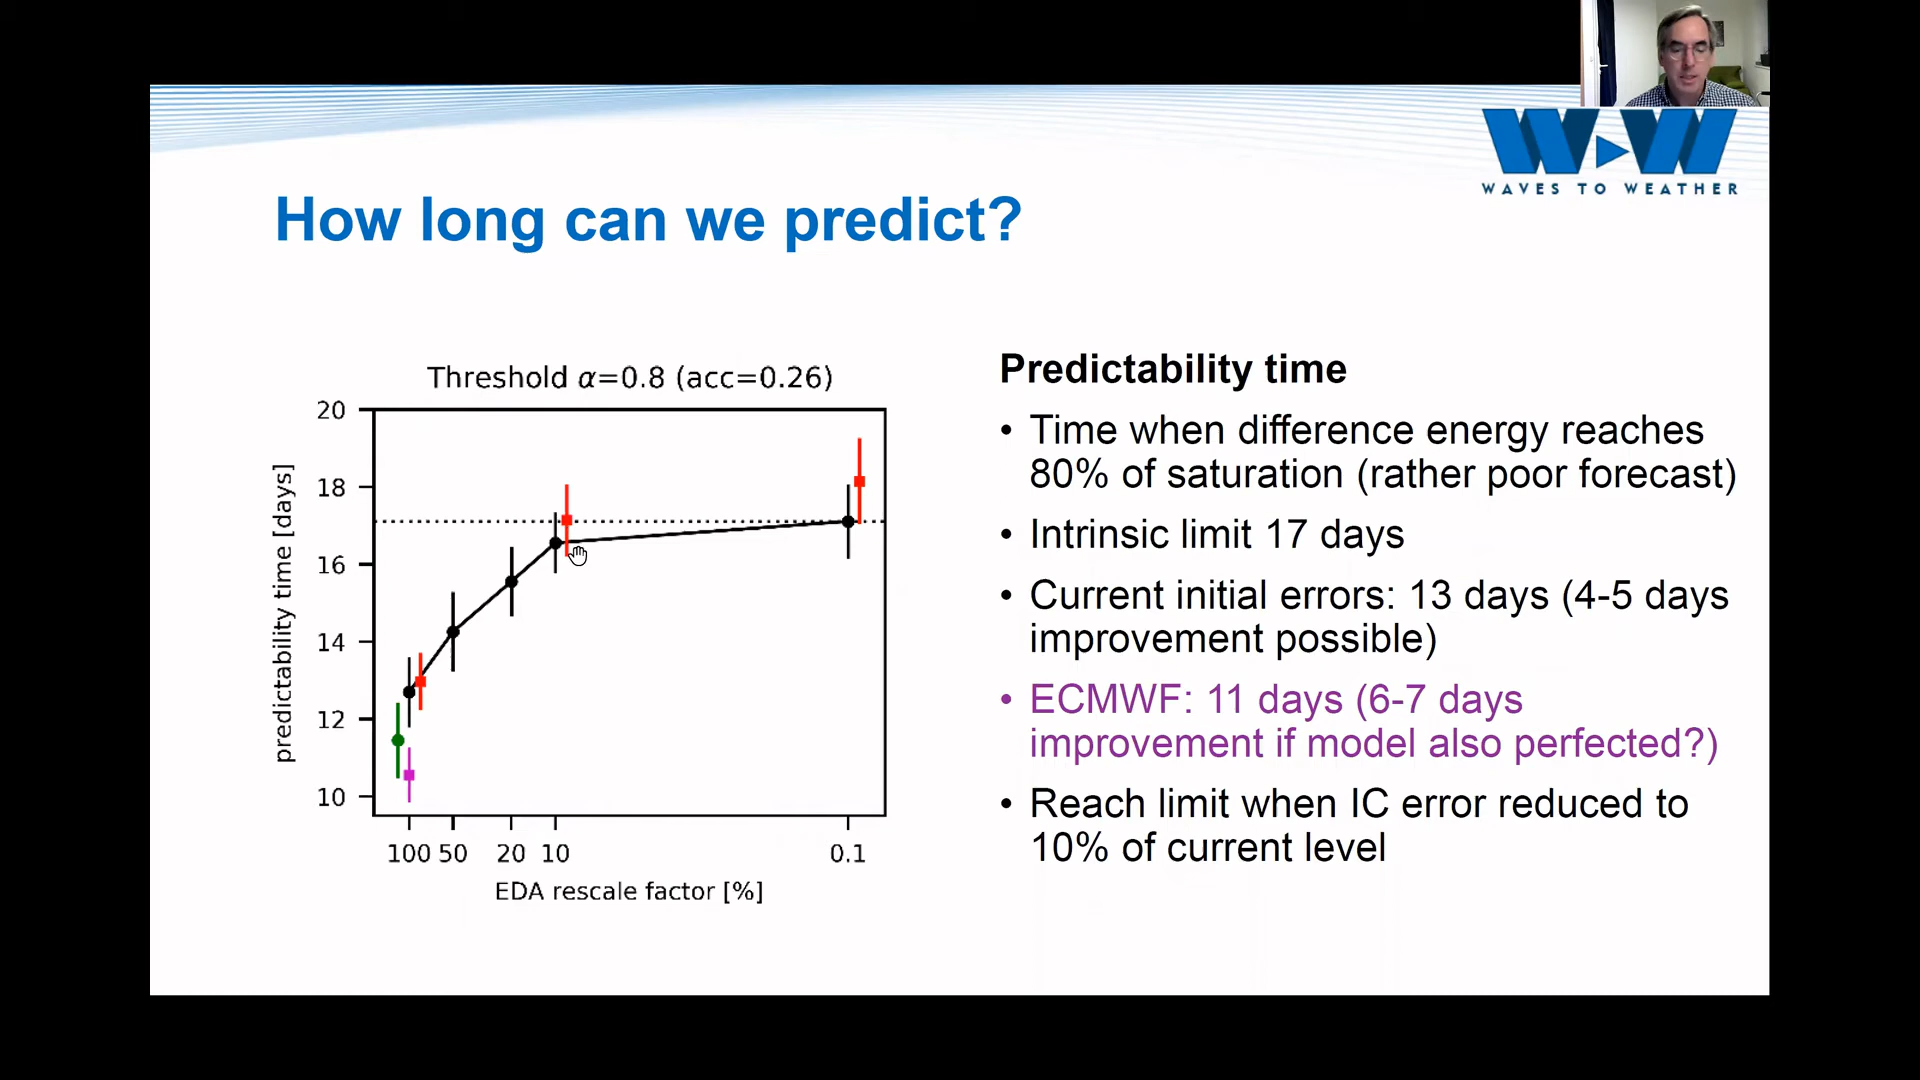 WAVES TO WEATHER
How long can we predict?
Threshold α=0.8 (acc=0.26)
20
18
16
14
12
10
predictability time [days]
100 50 20 10 0.1
EDA rescale factor [%]
Predictability time
• Time when difference energy reaches
80% of saturation (rather poor forecast)
• Intrinsic limit 17 days
• Current initial errors: 13 days (4-5 days
improvement possible)
• ECMWF: 11 days (6-7 days
improvement if model also perfected?)
• Reach limit when IC error reduced to
10% of current level